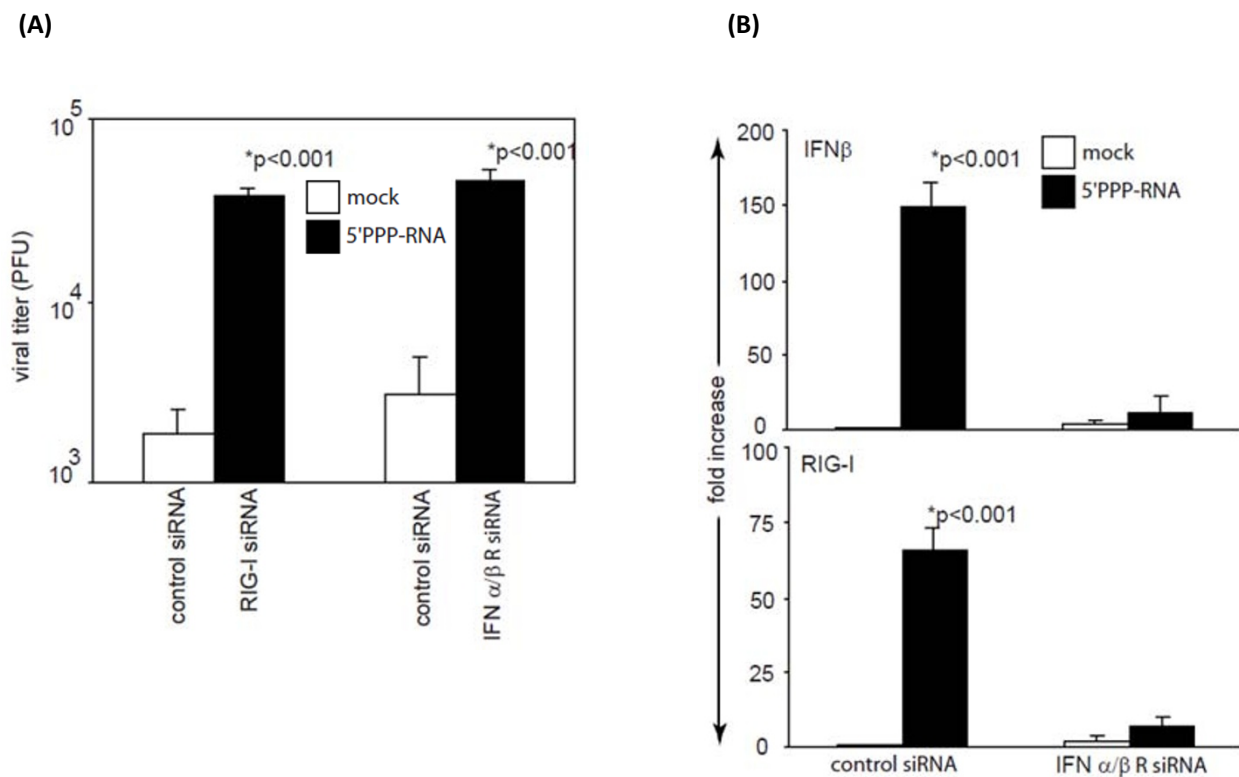 (A)
(B)
10^5
10^4
10^3
viral titer (PFU)
*p<0.001
*p<0.001
mock
5'PPP-RNA
control siRNA
RIG-I siRNA
control siRNA
IFN α/β R siRNA
fold increase
200
150
100
50
0
IFNβ
*p<0.001
mock
5'PPP-RNA
100
75
50
25
0
RIG-I
*p<0.001
control siRNA
IFN α/β R siRNA